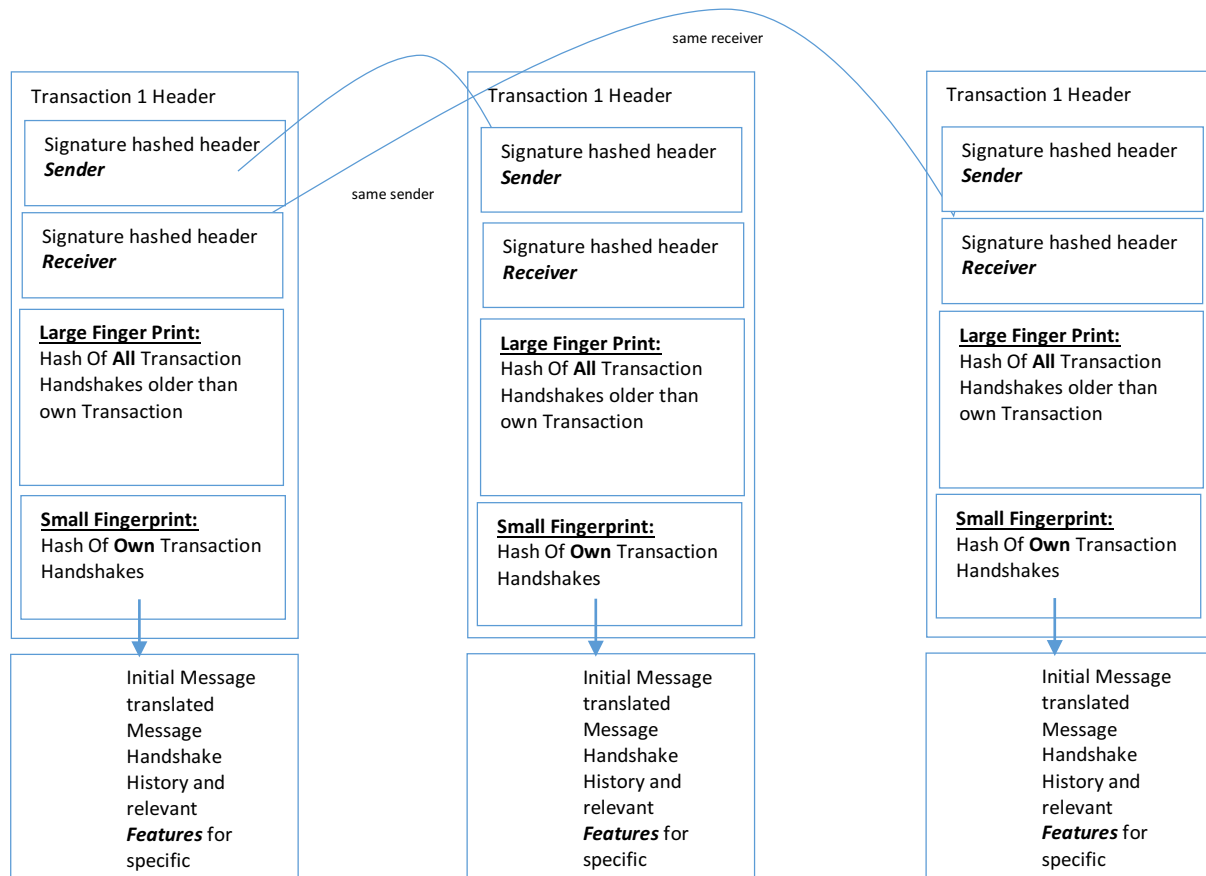 same receiver
same sender
Transaction 1 Header
Signature hashed header
Sender
Signature hashed header
Receiver
Large Finger Print:
Hash Of All Transaction
Handshakes older than
own Transaction
Small Fingerprint:
Hash Of Own Transaction
Handshakes
Initial Message
translated
Message
Handshake
History and
relevant
Features for
specific
Transaction 1 Header
Signature hashed header
Sender
Signature hashed header
Receiver
Large Finger Print:
Hash Of All Transaction
Handshakes older than
own Transaction
Small Fingerprint:
Hash Of Own Transaction
Handshakes
Initial Message
translated
Message
Handshake
History and
relevant
Features for
specific
Transaction 1 Header
Signature hashed header
Sender
Signature hashed header
Receiver
Large Finger Print:
Hash Of All Transaction
Handshakes older than
own Transaction
Small Fingerprint:
Hash Of Own Transaction
Handshakes
Initial Message
translated
Message
Handshake
History and
relevant
Features for
specific